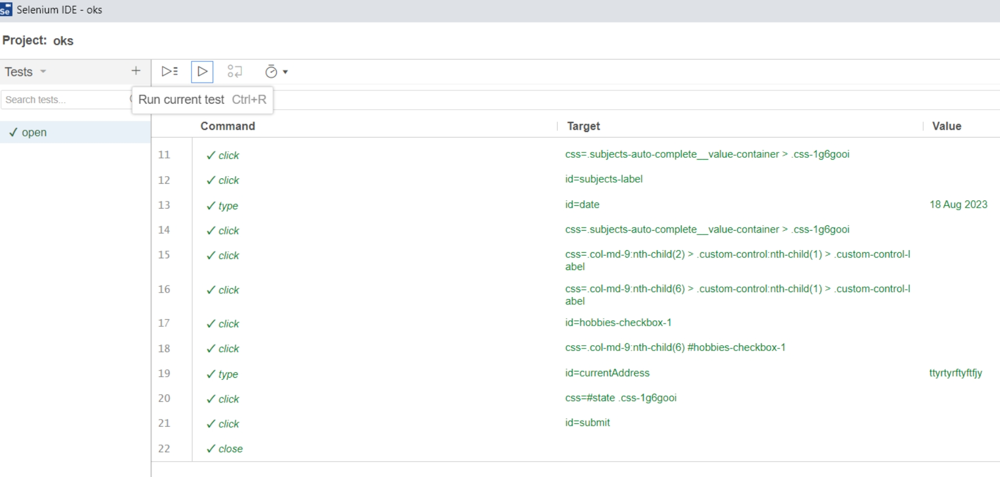 Se Selenium IDE - oks
Project: oks
Tests
Search tests...
Run current test Ctrl+R
✓ open
Command Target Value
11 ✓ click css=.subjects-auto-complete__value-container > .css-1g6gooi
12 ✓ click id=subjects-label
13 ✓ type id=date 18 Aug 2023
14 ✓ click css=.subjects-auto-complete__value-container > .css-1g6gooi
15 ✓ click css=.col-md-9:nth-child(2) > .custom-control:nth-child(1) > .custom-control-l
abel
16 ✓ click css=.col-md-9:nth-child(6) > .custom-control:nth-child(1) > .custom-control-l
abel
17 ✓ click id=hobbies-checkbox-1
18 ✓ click css=.col-md-9:nth-child(6) #hobbies-checkbox-1
19 ✓ type id=currentAddress ttyrtyrftyftfjy
20 ✓ click css=#state .css-1g6gooi
21 ✓ click id=submit
22 ✓ close